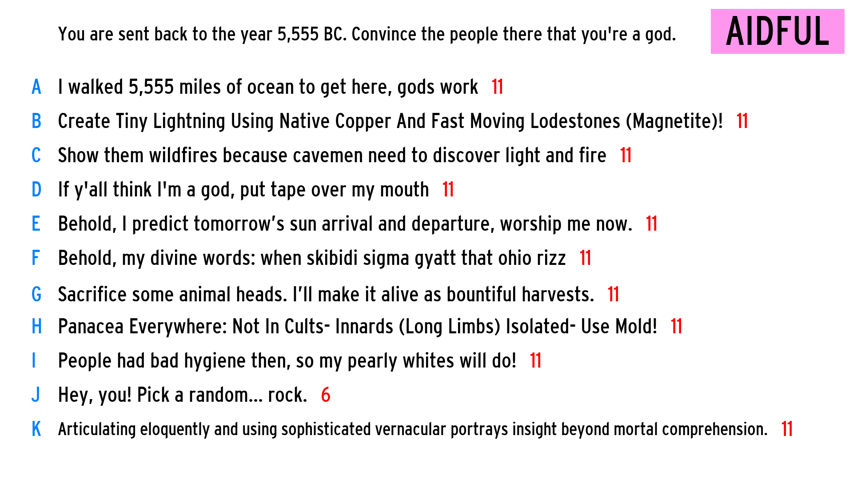 You are sent back to the year 5,555 BC. Convince the people there that you're a god. AIDFUL
A I walked 5,555 miles of ocean to get here, gods work 11
B Create Tiny Lightning Using Native Copper And Fast Moving Lodestones (Magnetite)! 11
C Show them wildfires because cavemen need to discover light and fire 11
D If y'all think I'm a god, put tape over my mouth 11
E Behold, I predict tomorrow’s sun arrival and departure, worship me now. 11
F Behold, my divine words: when skibidi sigma gyatt that ohio rizz 11
G Sacrifice some animal heads. I’ll make it alive as bountiful harvests. 11
H Panacea Everywhere: Not In Cults- Innards (Long Limbs) Isolated- Use Mold! 11
I People had bad hygiene then, so my pearly whites will do! 11
J Hey, you! Pick a random... rock. 6
K Articulating eloquently and using sophisticated vernacular portrays insight beyond mortal comprehension. 11